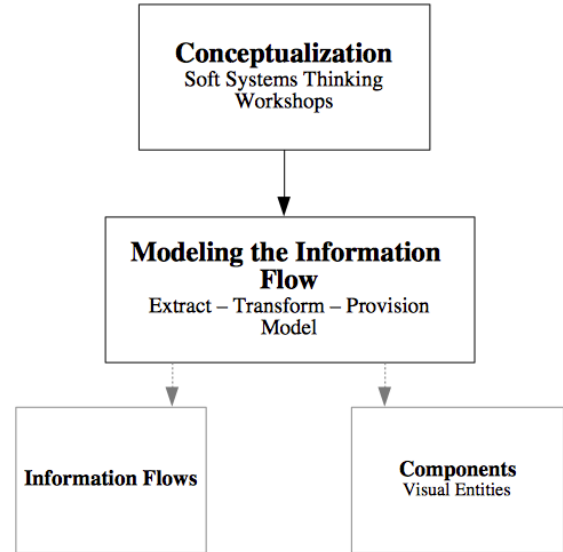 Conceptualization
Soft Systems Thinking
Workshops
Modeling the Information
Flow
Extract – Transform – Provision
Model
Information Flows
Components
Visual Entities